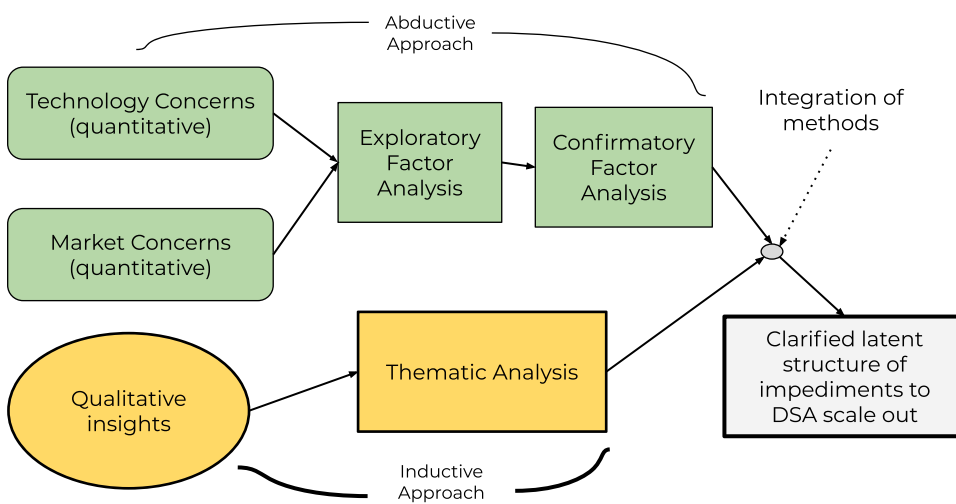 Abductive
Approach
Technology Concerns
(quantitative)
Exploratory
Factor
Analysis
Confirmatory
Factor
Analysis
Integration of
methods
Market Concerns
(quantitative)
Qualitative
insights
Thematic Analysis
Clarified latent
structure of
impediments to
DSA scale out
Inductive
Approach